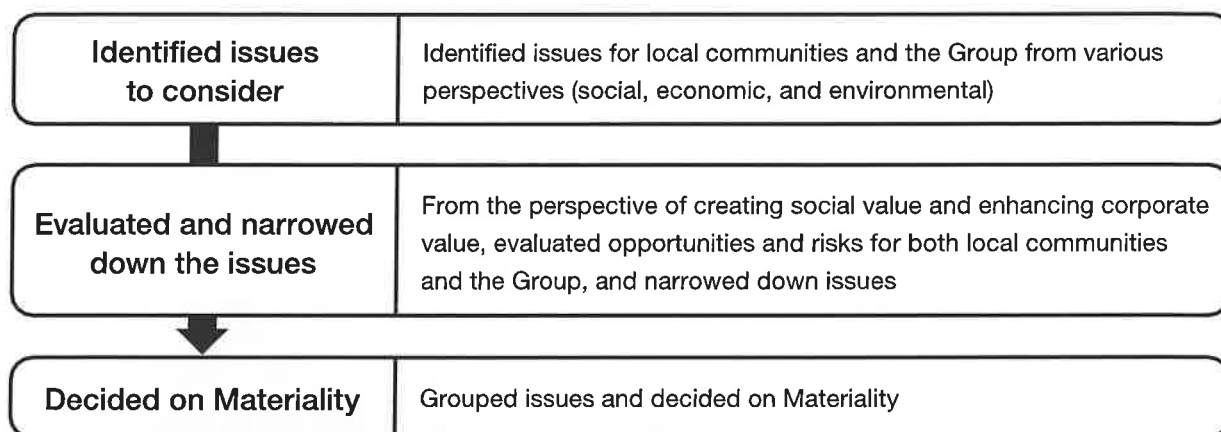 Identified issues
to consider
Identified issues for local communities and the Group from various
perspectives (social, economic, and environmental)
Evaluated and narrowed
down the issues
From the perspective of creating social value and enhancing corporate
value, evaluated opportunities and risks for both local communities
and the Group, and narrowed down issues
Decided on Materiality
Grouped issues and decided on Materiality